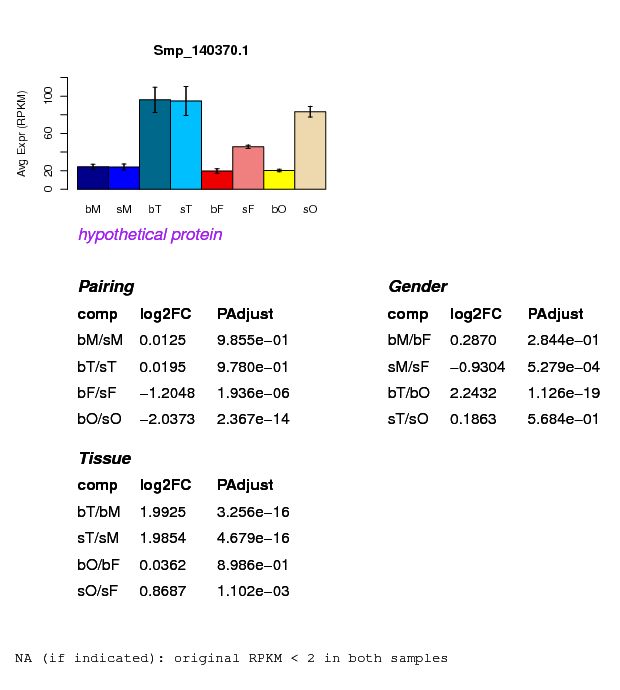 Smp_140370.1
Avg Expr (RPKM)
0 20 60 100
bM sM bT sT bF sF bO sO
hypothetical protein
Pairing
comp log2FC PAdjust
bM/sM 0.0125 9.855e−01
bT/sT 0.0195 9.780e−01
bF/sF −1.2048 1.936e−06
bO/sO −2.0373 2.367e−14
Gender
comp log2FC PAdjust
bM/bF 0.2870 2.844e−01
sM/sF −0.9304 5.279e−04
bT/bO 2.2432 1.126e−19
sT/sO 0.1863 5.684e−01
Tissue
comp log2FC PAdjust
bT/bM 1.9925 3.256e−16
sT/sM 1.9854 4.679e−16
bO/bF 0.0362 8.986e−01
sO/sF 0.8687 1.102e−03
NA (if indicated): original RPKM < 2 in both samples